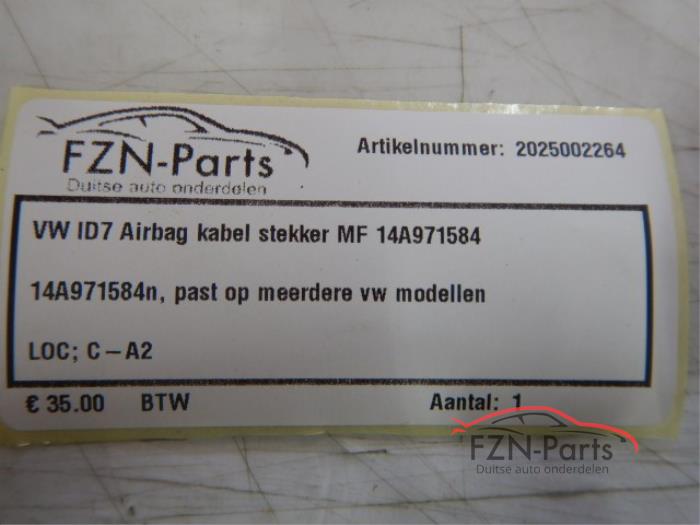 FZN-Parts
Duitse auto onderdelen
Artikelnummer: 2025002264
VW ID7 Airbag kabel stekker MF 14A971584
14A971584n, past op meerdere vw modellen
LOC; C-A2
€ 35.00 BTW Aantal: 1
FZN-Parts
Duitse auto onderdelen